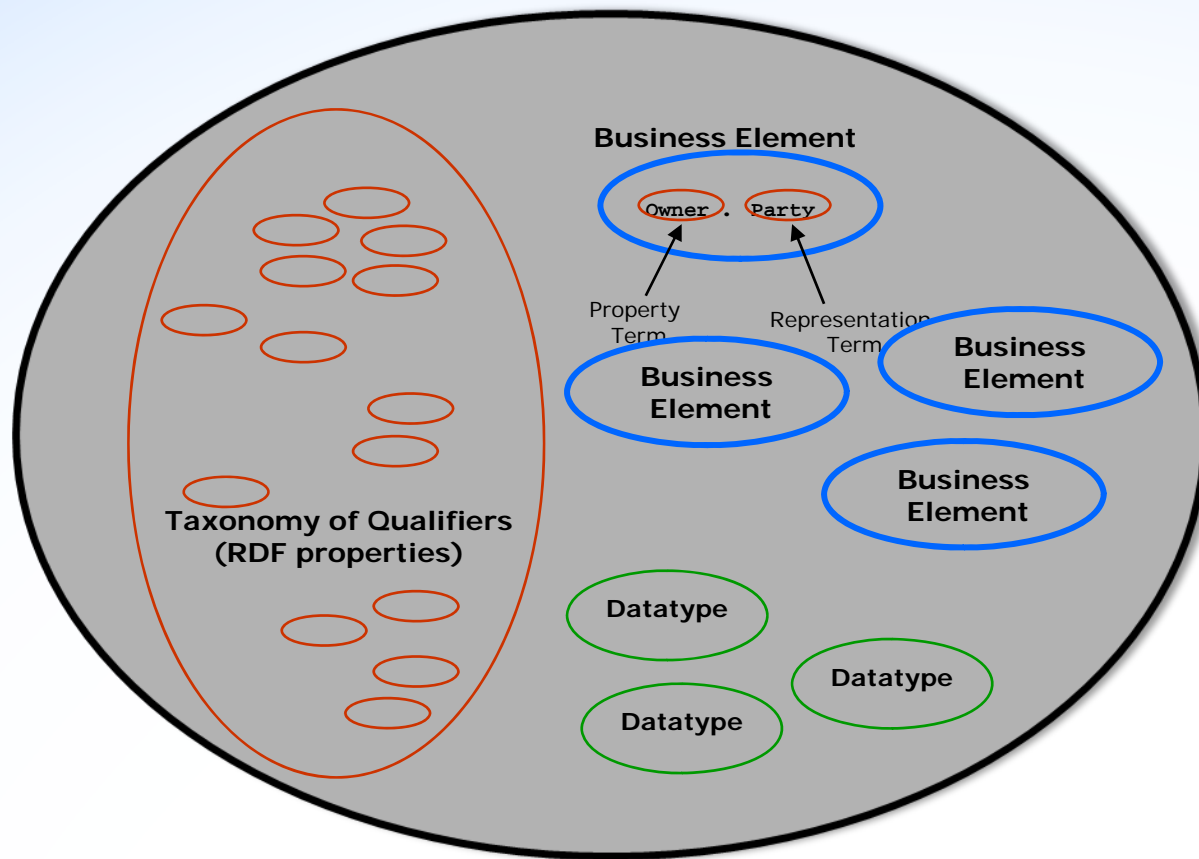 Business Element
Owner . Party
Property
Term
Representation
Term
Business
Element
Business
Element
Business
Element
Taxonomy of Qualifiers
(RDF properties)
Datatype
Datatype
Datatype